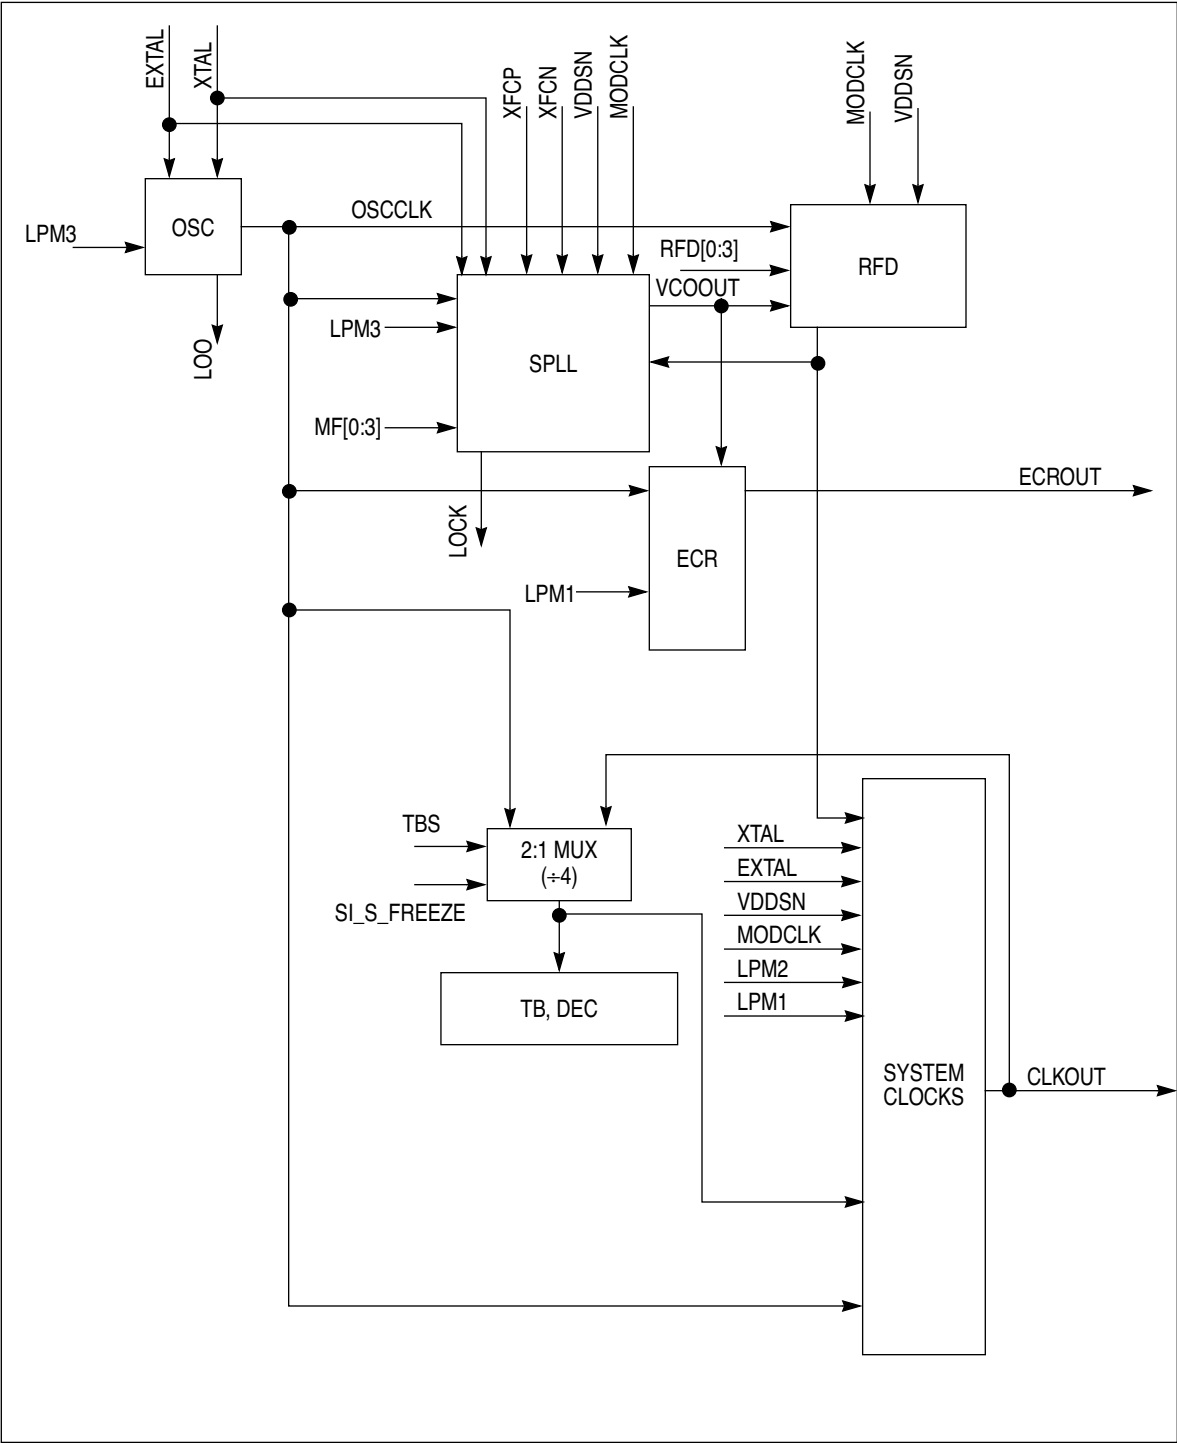 EXTAL
XTAL
XFCP
XFCN
VDDSN
MODCLK
MODCLK
VDDSN
OSCCLK
LPM3
OSC
RFD[0:3]
RFD
VCOOUT
LPM3
LOO
SPLL
MF[0:3]
ECROUT
LOCK
ECR
LPM1
TBS
2:1 MUX
(÷4)
SI_S_FREEZE
XTAL
EXTAL
VDDSN
MODCLK
LPM2
LPM1
TB, DEC
SYSTEM
CLOCKS
CLKOUT